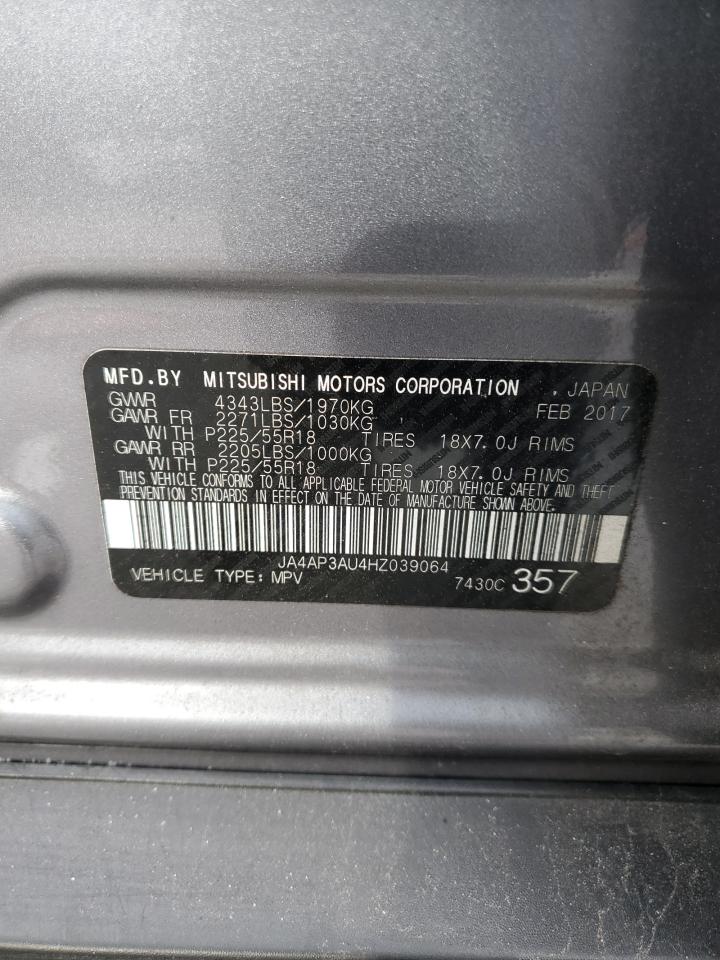 MFD.BY MITSUBISHI MOTORS CORPORATION , JAPAN
GVWR 4343LBS/1970KG FEB 2017
GAWR FR 2271LBS/1030KG
WITH P225/55R18 TIRES 18X7.0J RIMS
GAWR RR 2205LBS/1000KG
WITH P225/55R18 TIRES 18X7.0J RIMS
THIS VEHICLE CONFORMS TO ALL APPLICABLE FEDERAL MOTOR VEHICLE SAFETY AND THEFT
PREVENTION STANDARDS IN EFFECT ON THE DATE OF MANUFACTURE SHOWN ABOVE.
JA4AP3AU4HZ039064
VEHICLE TYPE:MPV 7430C 357